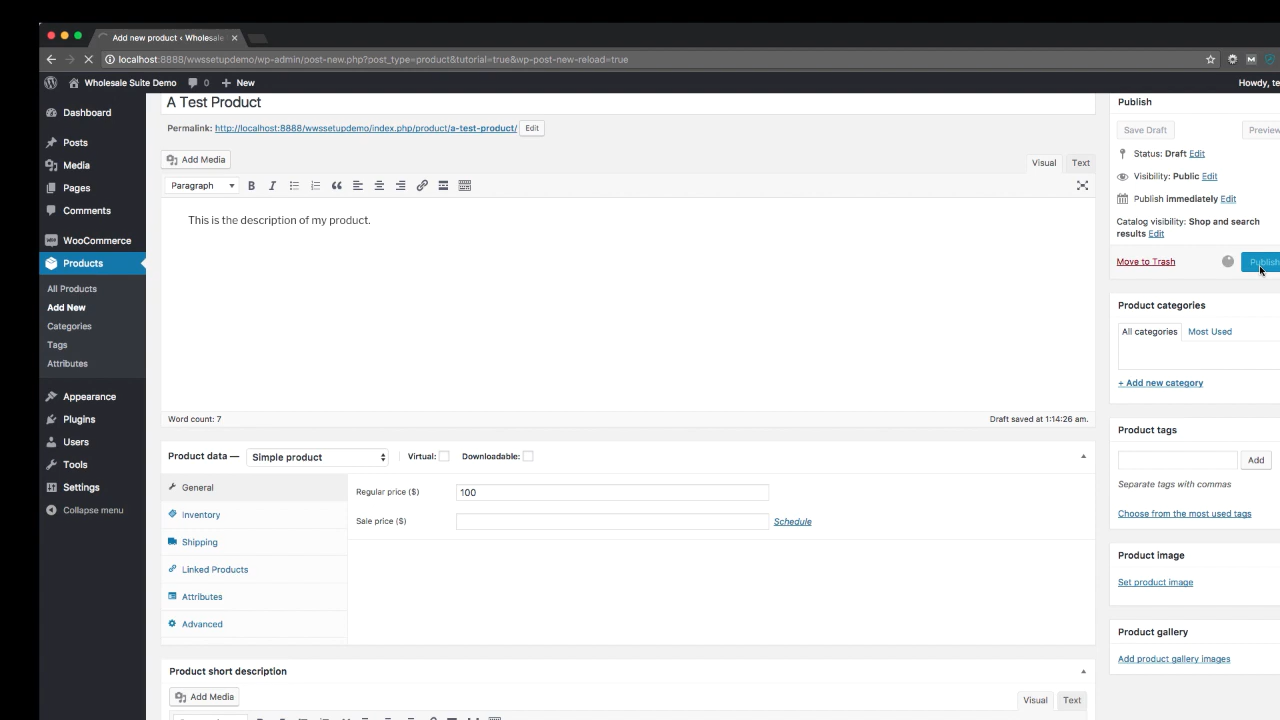 Add new product ‹ Wholesale
localhost:8888/wwssetupdemo/wp-admin/post-new.php?post_type=product&tutorial=true&wp-post-new-reload=true
Wholesale Suite Demo 0 New Howdy, te
Dashboard
Posts
Media
Pages
Comments
WooCommerce
Products
All Products
Add New
Categories
Tags
Attributes
Appearance
Plugins
Users
Tools
Settings
Collapse menu
A Test Product
Permalink: http://localhost:8888/wwssetupdemo/index.php/product/a-test-product/ Edit
Add Media
Visual Text
Paragraph
This is the description of my product.
Word count: 7 Draft saved at 1:14:26 am.
Product data — Simple product Virtual: Downloadable:
General
Inventory
Shipping
Linked Products
Attributes
Advanced
Regular price ($) 100
Sale price ($) Schedule
Product short description
Add Media
Visual Text
Publish
Save Draft Preview
Status: Draft Edit
Visibility: Public Edit
Publish immediately Edit
Catalog visibility: Shop and search
results Edit
Move to Trash Publish
Product categories
All categories Most Used
+ Add new category
Product tags
Add
Separate tags with commas
Choose from the most used tags
Product image
Set product image
Product gallery
Add product gallery images